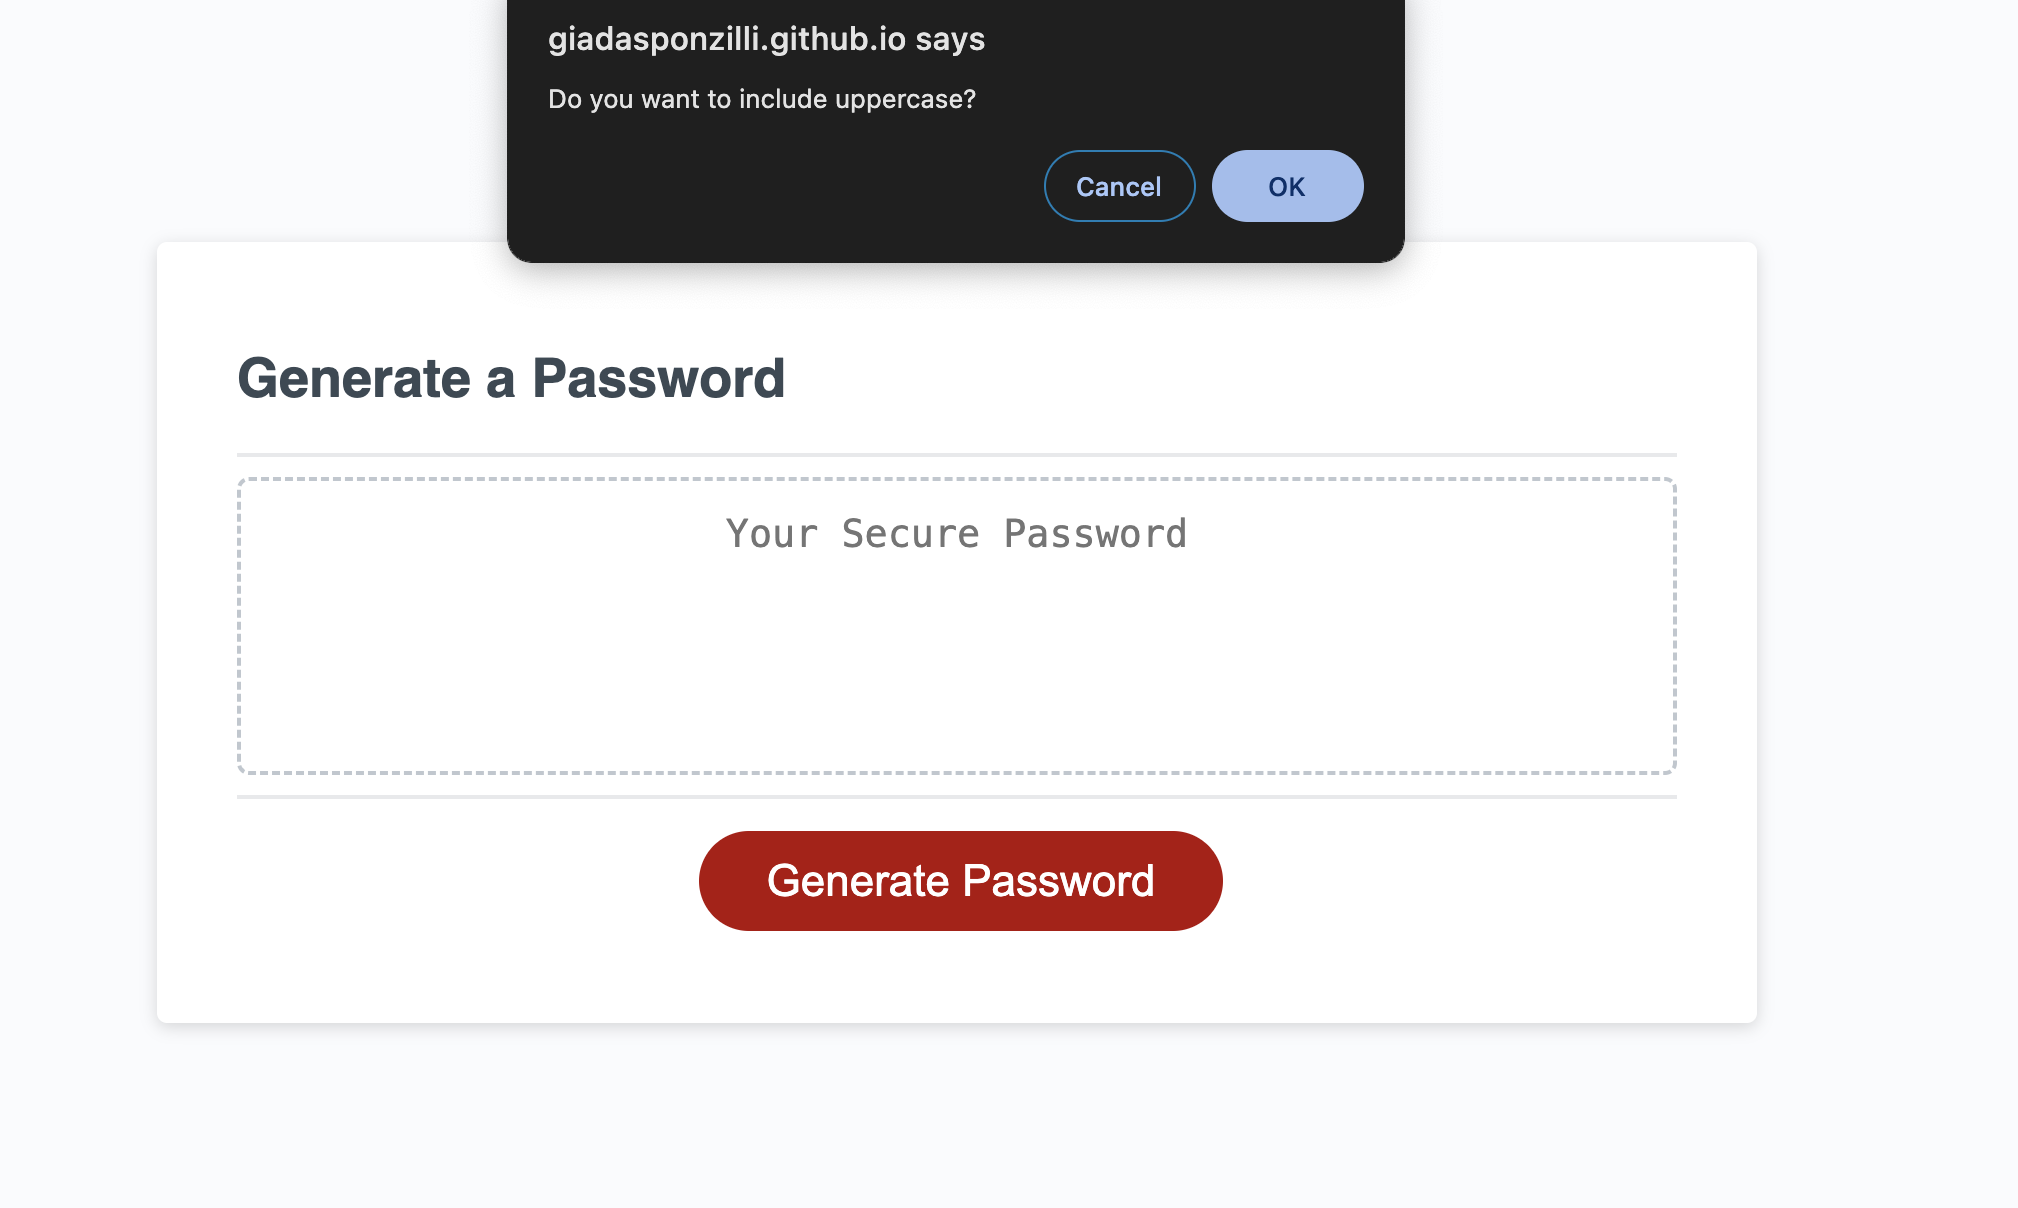 giadasponzilli.github.io says
Do you want to include uppercase?
Cancel
OK
Generate a Password
Your Secure Password
Generate Password